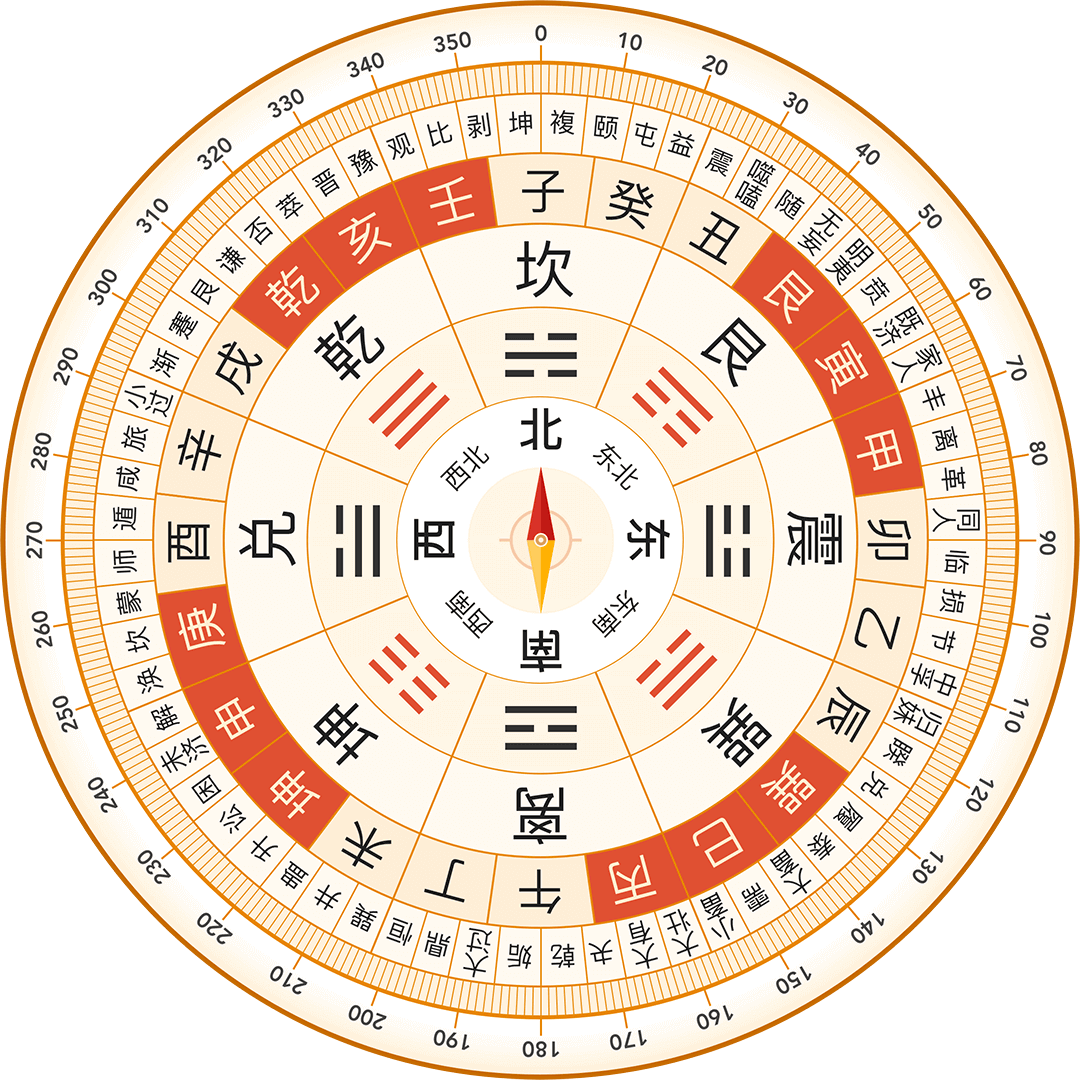 0
10
20
30
40
50
60
70
80
90
100
110
120
130
140
150
160
170
180
190
200
210
220
230
240
250
260
270
280
290
300
310
320
330
340
350
複
颐
屯
益
震
噬嗑
随
无妄
明夷
贲
既济
家人
丰
离
革
同人
临
损
节
中孚
归妹
睽
兑
履
泰
大畜
需
小畜
大壮
大有
夬
乾
姤
大过
鼎
恒
巽
井
蛊
升
讼
困
未济
解
涣
坎
蒙
师
遁
咸
旅
小过
渐
蹇
艮
谦
否
萃
晋
豫
观
比
剥
坤
子
癸
丑
艮
寅
甲
卯
乙
辰
巽
巳
丙
午
丁
未
坤
申
庚
酉
辛
戌
乾
亥
壬
坎
艮
震
巽
离
坤
兑
乾
北
东北
东
东南
南
西南
西
西北